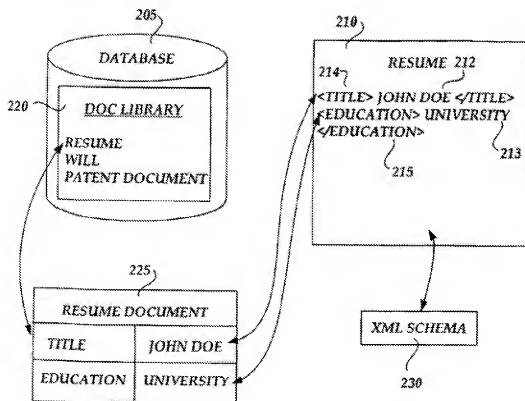 205
DATABASE
220
DOC LIBRARY
RESUME
WILL
PATENT DOCUMENT
210
RESUME 212
214
<TITLE> JOHN DOE </TITLE>
<EDUCATION> UNIVERSITY
</EDUCATION>
213
215
225
RESUME DOCUMENT
TITLE JOHN DOE
EDUCATION UNIVERSITY
XML SCHEMA
230